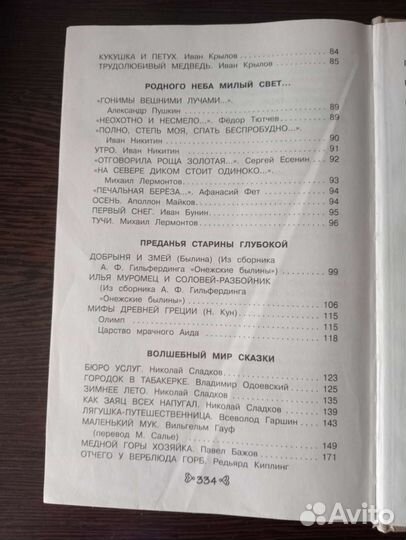 КУКУШКА И ПЕТУХ. Иван Крылов 84
ТРУДОЛЮБИВЫЙ МЕДВЕДЬ. Иван Крылов 85
РОДНОГО НЕБА МИЛЫЙ СВЕТ...
«ГОНИМЫ ВЕШНИМИ ЛУЧАМИ...».
Александр Пушкин 89
«НЕОХОТНО И НЕСМЕЛО...». Фёдор Тютчев 89
«ПОЛНО, СТЕПЬ МОЯ, СПАТЬ БЕСПРОБУДНО...».
Иван Никитин 90
УТРО. Иван Никитин 91
«ОТГОВОРИЛА РОЩА ЗОЛОТАЯ...». Сергей Есенин 92
«НА СЕВЕРЕ ДИКОМ СТОИТ ОДИНОКО...».
Михаил Лермонтов 93
«ПЕЧАЛЬНАЯ БЕРЁЗА...». Афанасий Фет 94
ОСЕНЬ. Аполлон Майков 94
ПЕРВЫЙ СНЕГ. Иван Бунин 95
ТУЧИ. Михаил Лермонтов 96
ПРЕДАНЬЯ СТАРИНЫ ГЛУБОКОЙ
ДОБРЫНЯ И ЗМЕЙ (Былина) (Из сборника
А. Ф. Гильфердинга «Онежские былины») 99
ИЛЬЯ МУРОМЕЦ И СОЛОВЕЙ-РАЗБОЙНИК
(Из сборника А. Ф. Гильфердинга
«Онежские былины») 106
МИФЫ ДРЕВНЕЙ ГРЕЦИИ (Н. Кун) 115
Олимп 115
Царство мрачного Аида 118
ВОЛШЕБНЫЙ МИР СКАЗКИ
БЮРО УСЛУГ. Николай Сладков 123
ГОРОДОК В ТАБАКЕРКЕ. Владимир Одоевский 125
ЗИМНЕЕ ЛЕТО. Николай Сладков 135
КАК ЗАЯЦ ВСЕХ НАПУГАЛ. Николай Сладков 139
ЛЯГУШКА-ПУТЕШЕСТВЕННИЦА. Всеволод Гаршин 143
МАЛЕНЬКИЙ МУК. Вильгельм Гауф
(перевод М. Салье) 149
МЕДНОЙ ГОРЫ ХОЗЯЙКА. Павел Бажов 171
ОТЧЕГО У ВЕРБЛЮДА ГОРБ. Редьярд Киплинг
334
Avito